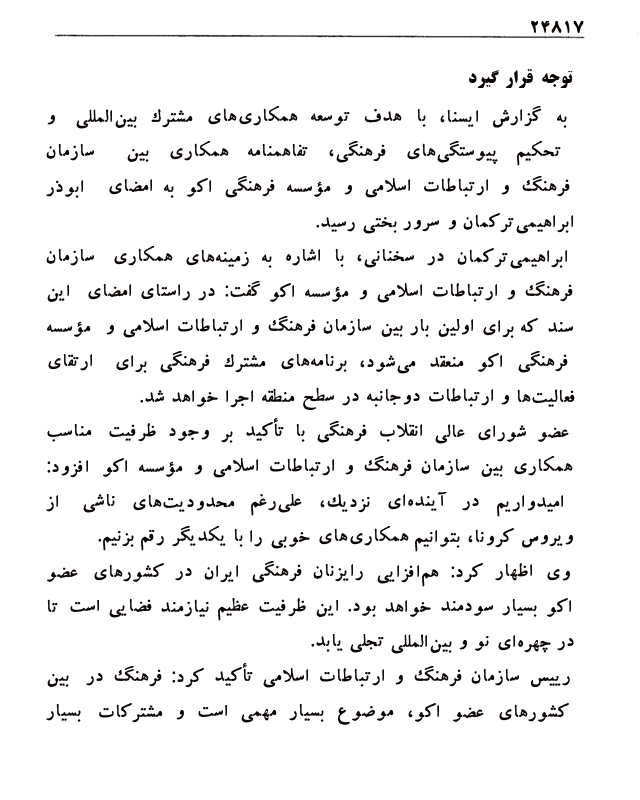 ۲۴۸۱۷
توجه قرار گیرد
به گزارش ایسنا، با هدف توسعه همکاری‌های مشترك بین‌المللی و
تحکیم پیوستگی‌های فرهنگی، تفاهمنامه همکاری بین سازمان
فرهنگ و ارتباطات اسلامی و مؤسسه فرهنگی اکو به امضای ابوذر
ابراهیمی‌ترکمان و سرور بختی رسید.
ابراهیمی‌ترکمان در سخنانی، با اشاره به زمینه‌های همکاری سازمان
فرهنگ و ارتباطات اسلامی و مؤسسه اکو گفت: در راستای امضای این
سند که برای اولین بار بین سازمان فرهنگ و ارتباطات اسلامی و مؤسسه
فرهنگی اکو منعقد می‌شود، برنامه‌های مشترك فرهنگی برای ارتقای
فعالیت‌ها و ارتباطات دوجانبه در سطح منطقه اجرا خواهد شد.
عضو شورای عالی انقلاب فرهنگی با تأکید بر وجود ظرفیت مناسب
همکاری بین سازمان فرهنگ و ارتباطات اسلامی و مؤسسه اکو افزود:
امیدواریم در آینده‌ای نزدیك، علی‌رغم محدودیت‌های ناشی از
ویروس کرونا، بتوانیم همکاری‌های خوبی را با یکدیگر رقم بزنیم.
وی اظهار کرد: هم‌افزایی رایزنان فرهنگی ایران در کشورهای عضو
اکو بسیار سودمند خواهد بود. این ظرفیت عظیم نیازمند فضایی است تا
در چهره‌ای نو و بین‌المللی تجلی یابد.
رییس سازمان فرهنگ و ارتباطات اسلامی تأکید کرد: فرهنگ در بین
کشورهای عضو اکو، موضوع بسیار مهمی است و مشترکات بسیار